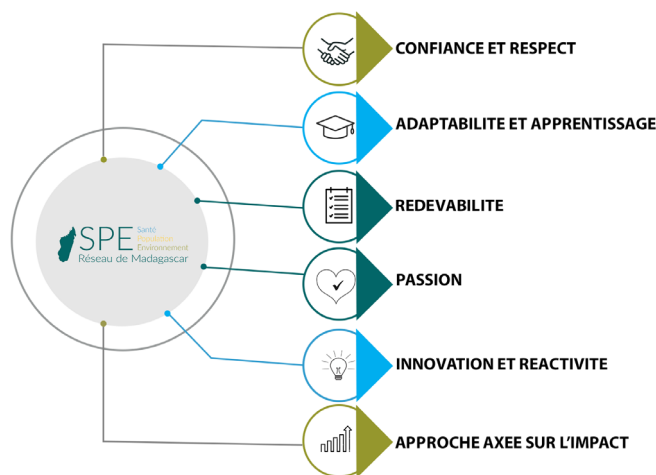 CONFIANCE ET RESPECT
ADAPTABILITE ET APPRENTISSAGE
REDEVABILITE
PASSION
INNOVATION ET REACTIVITE
APPROCHE AXEE SUR L'IMPACT
SPE
Santé
Population
Environnement
Réseau de Madagascar